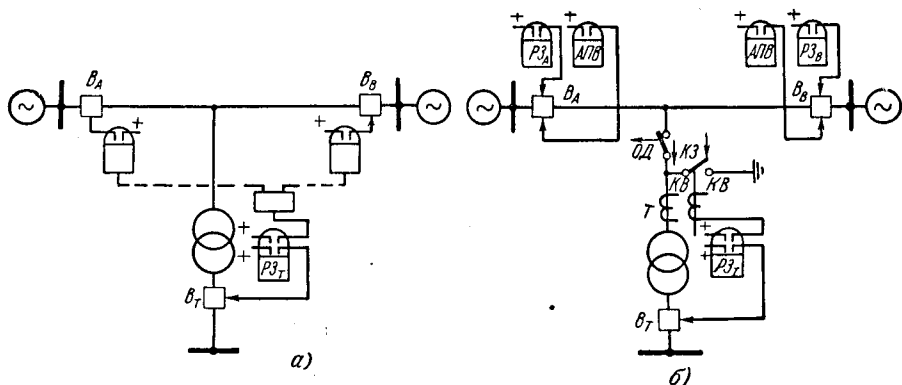 + + + +
РЗ_А АПВ АПВ РЗ_В
В_А В_В В_А В_В
+ +
ОД КЗ
КВ КВ
Т
+ +
+ РЗ_Т + РЗ_Т
В_Т В_Т
а) б)